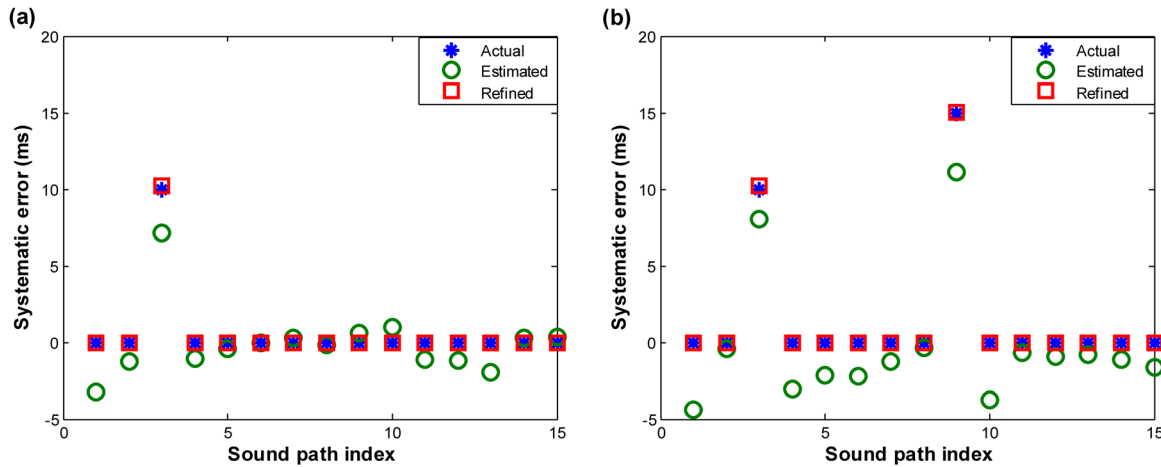 (a)
20
15
10
5
0
-5
0
5
10
15
Systematic error (ms)
Sound path index
Actual
Estimated
Refined
(b)
20
15
10
5
0
-5
0
5
10
15
Systematic error (ms)
Sound path index
Actual
Estimated
Refined